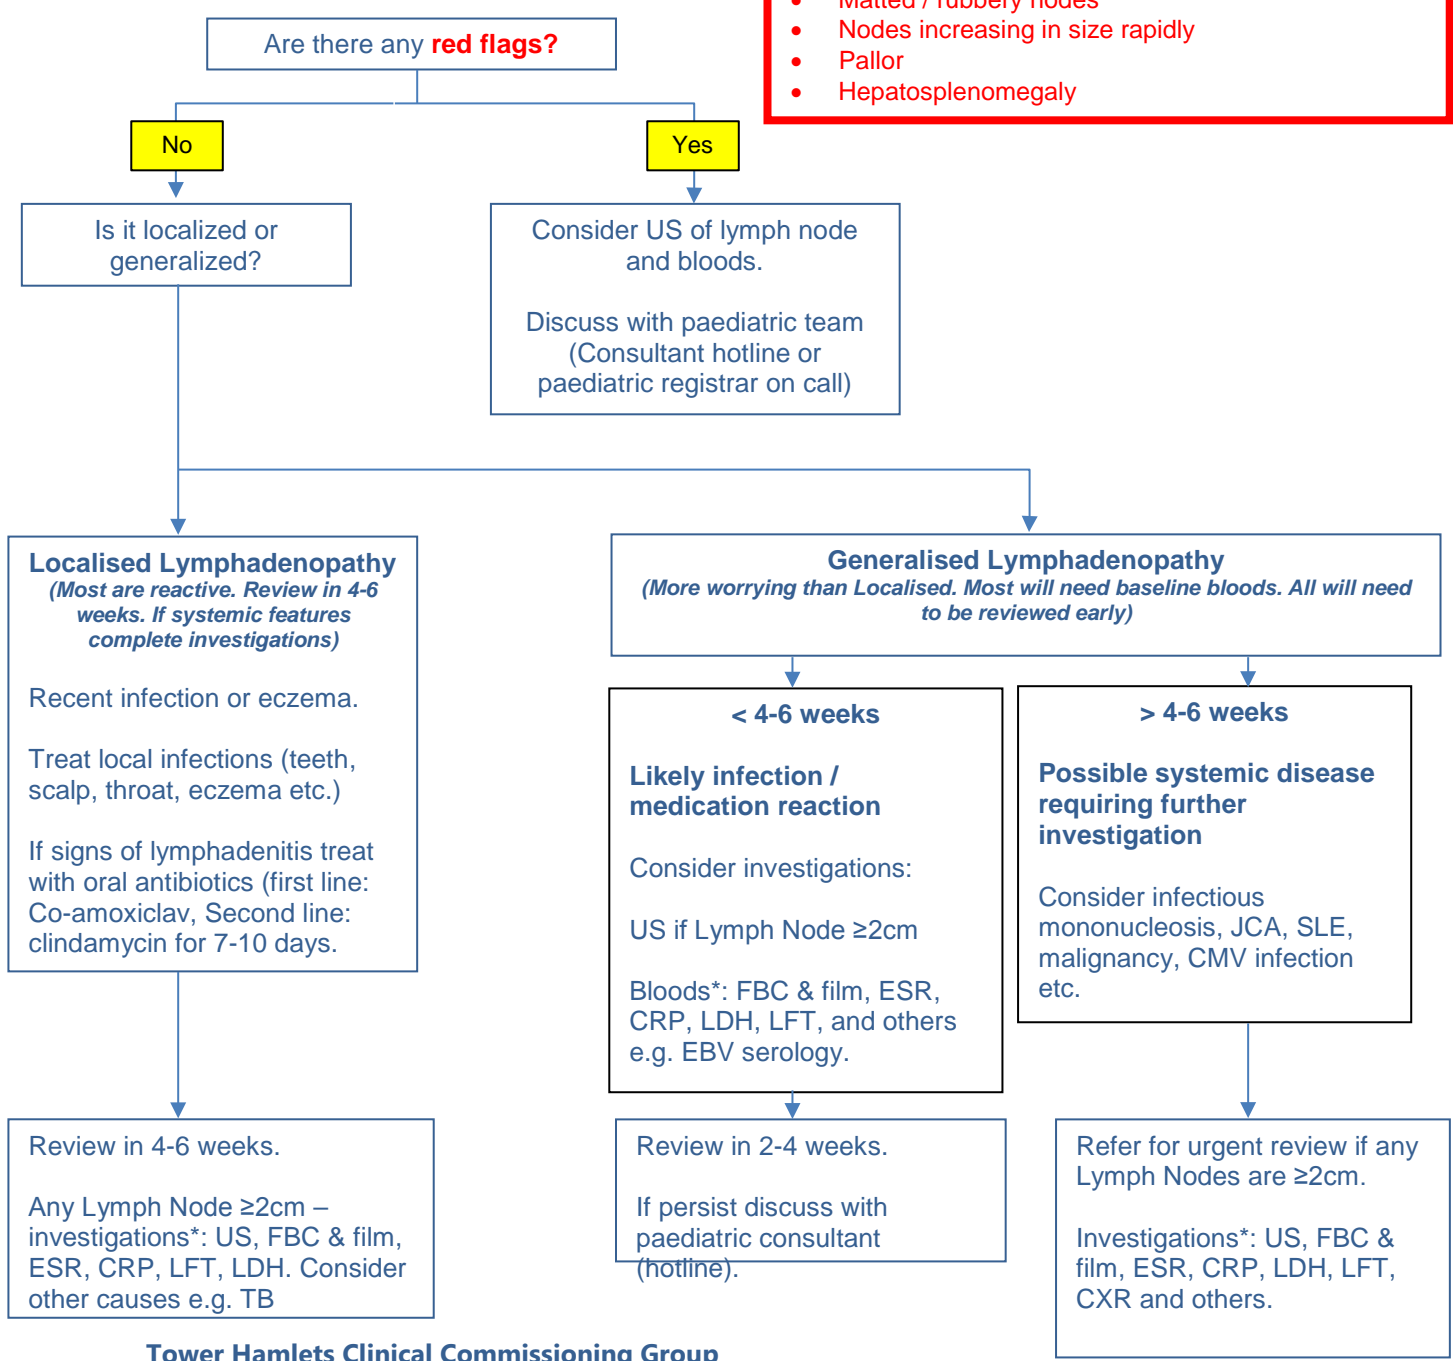 • Matted / rubbery nodes
• Nodes increasing in size rapidly
• Pallor
• Hepatosplenomegaly
Are there any red flags?
No
Yes
Is it localized or
generalized?
Consider US of lymph node
and bloods.
Discuss with paediatric team
(Consultant hotline or
paediatric registrar on call)
Localised Lymphadenopathy
(Most are reactive. Review in 4-6
weeks. If systemic features
complete investigations)
Recent infection or eczema.
Treat local infections (teeth,
scalp, throat, eczema etc.)
If signs of lymphadenitis treat
with oral antibiotics (first line:
Co-amoxiclav, Second line:
clindamycin for 7-10 days.
Generalised Lymphadenopathy
(More worrying than Localised. Most will need baseline bloods. All will need
to be reviewed early)
< 4-6 weeks
Likely infection /
medication reaction
Consider investigations:
US if Lymph Node ≥2cm
Bloods*: FBC & film, ESR,
CRP, LDH, LFT, and others
e.g. EBV serology.
> 4-6 weeks
Possible systemic disease
requiring further
investigation
Consider infectious
mononucleosis, JCA, SLE,
malignancy, CMV infection
etc.
Review in 4-6 weeks.
Any Lymph Node ≥2cm –
investigations*: US, FBC & film,
ESR, CRP, LFT, LDH. Consider
other causes e.g. TB
Review in 2-4 weeks.
If persist discuss with
paediatric consultant
(hotline).
Refer for urgent review if any
Lymph Nodes are ≥2cm.
Investigations*: US, FBC &
film, ESR, CRP, LDH, LFT,
CXR and others.
Tower Hamlets Clinical Commissioning Group